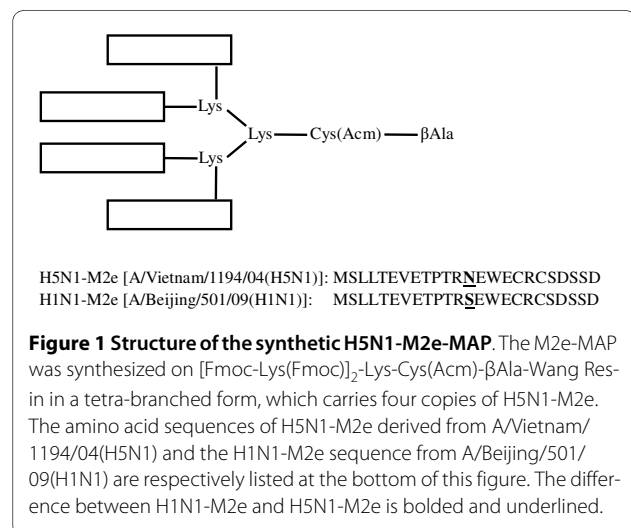 Lys
Lys Cys(Acm) βAla
Lys
H5N1-M2e [A/Vietnam/1194/04(H5N1)]: MSLLTEVETPTRNEWECRCSDSSD
H1N1-M2e [A/Beijing/501/09(H1N1)]: MSLLTEVETPTRSEWECRCSDSSD
Figure 1 Structure of the synthetic H5N1-M2e-MAP. The M2e-MAP
was synthesized on [Fmoc-Lys(Fmoc)]2-Lys-Cys(Acm)-βAla-Wang Res-
in in a tetra-branched form, which carries four copies of H5N1-M2e.
The amino acid sequences of H5N1-M2e derived from A/Vietnam/
1194/04(H5N1) and the H1N1-M2e sequence from A/Beijing/501/
09(H1N1) are respectively listed at the bottom of this figure. The differ-
ence between H1N1-M2e and H5N1-M2e is bolded and underlined.